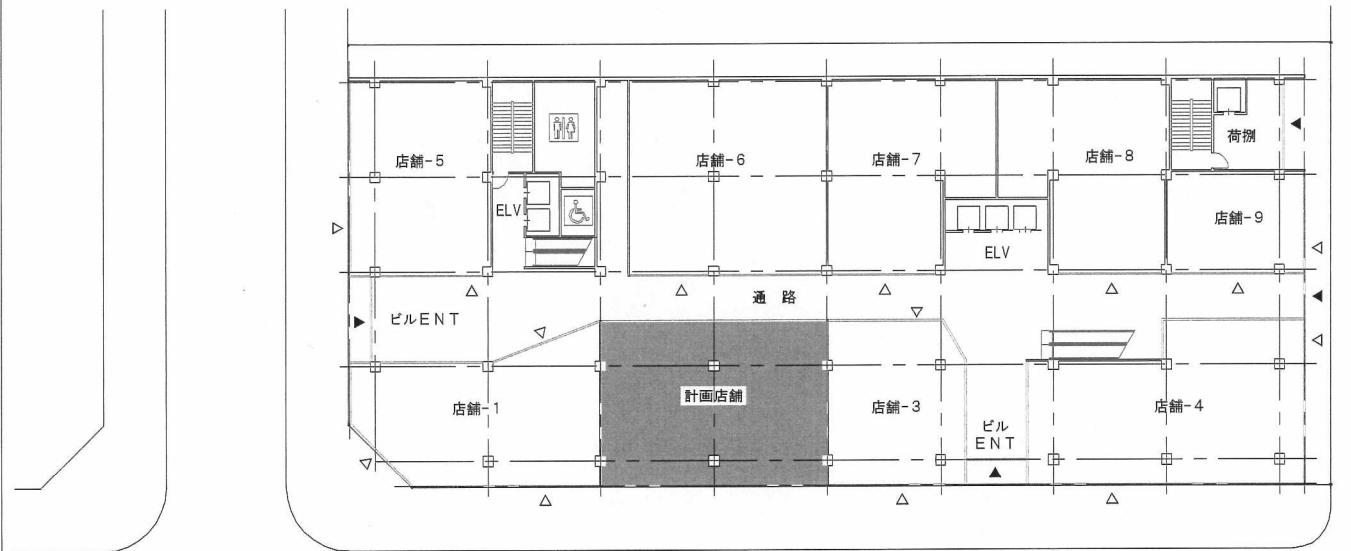 店舗-5
店舗-6
店舗-7
店舗-8
荷捌
ELV
店舗-9
ELV
通 路
ビルENT
計画店舗
店舗-1
店舗-3
店舗-4
ビル
ENT